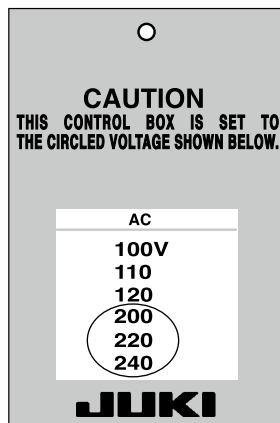 CAUTION
THIS CONTROL BOX IS SET TO
THE CIRCLED VOLTAGE SHOWN BELOW.
AC
100V
110
120
200
220
240
JUKI